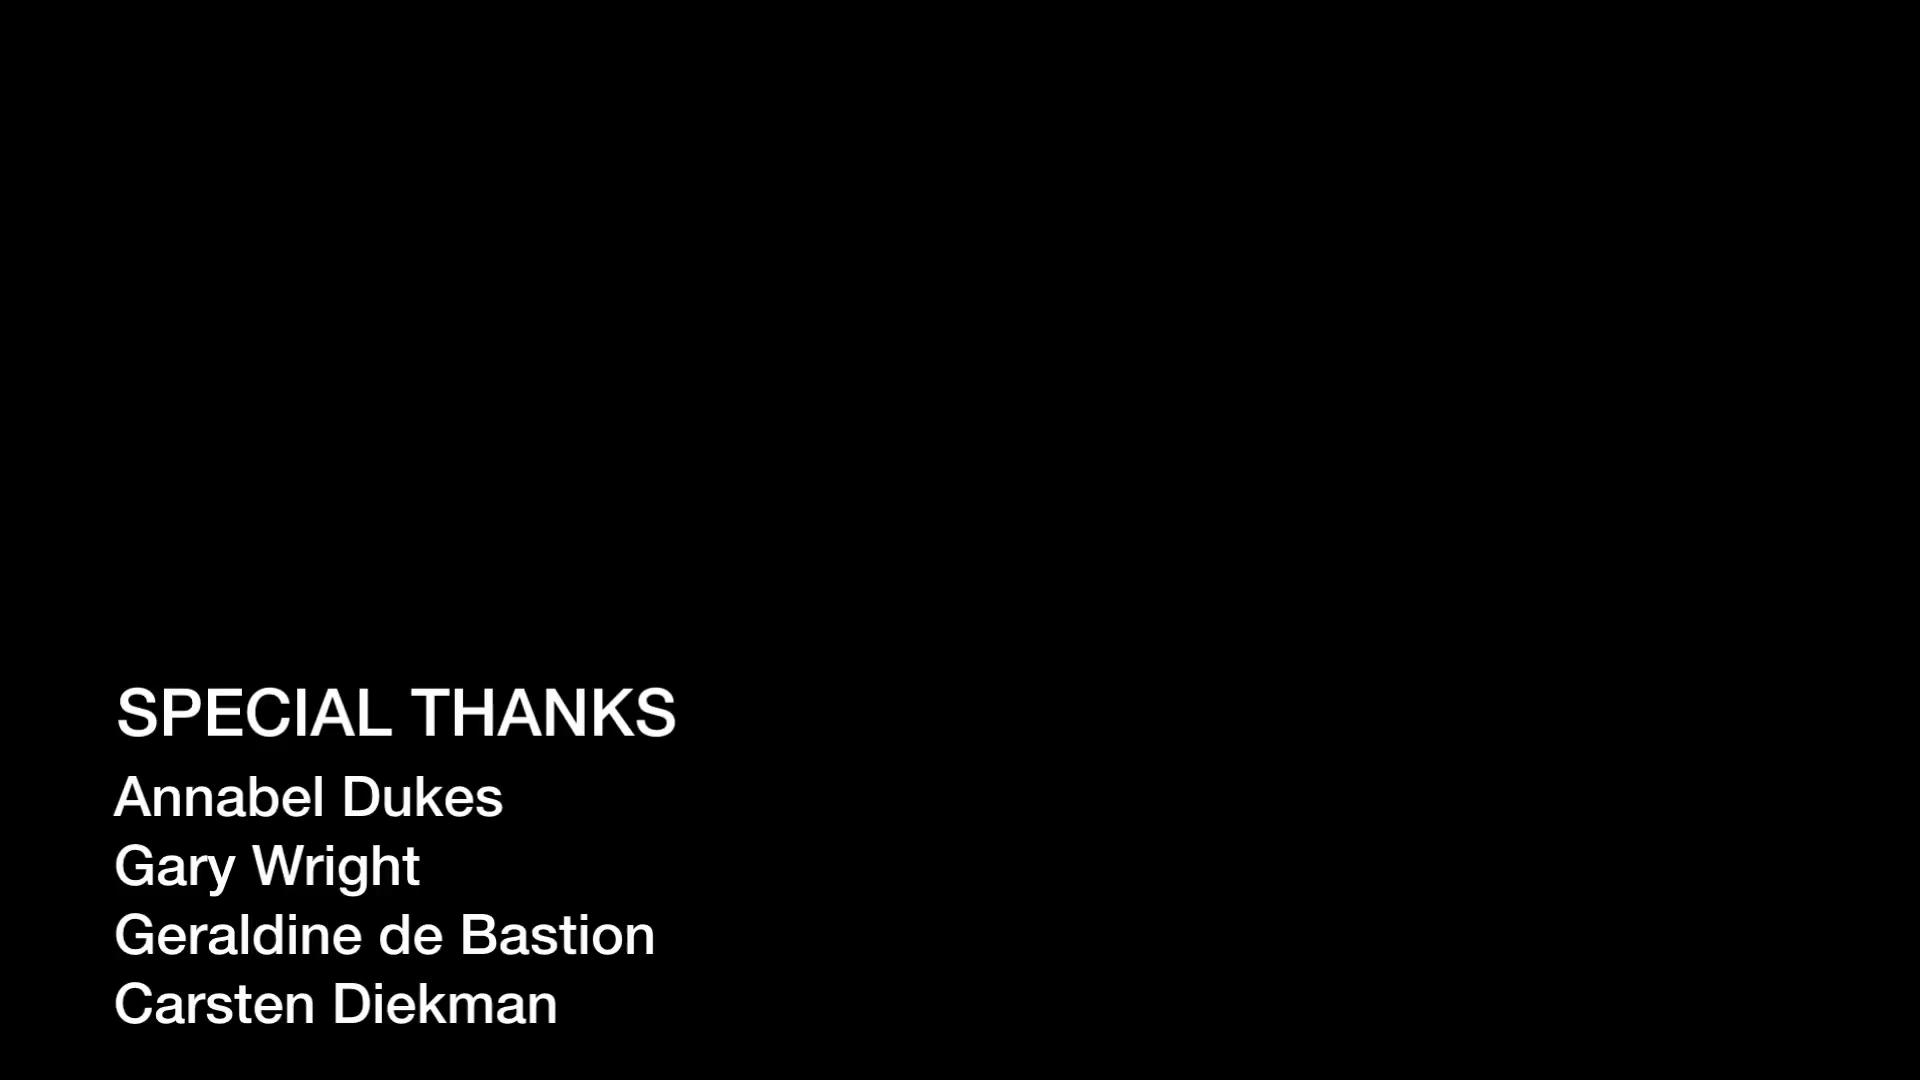 SPECIAL THANKS
Annabel Dukes
Gary Wright
Geraldine de Bastion
Carsten Diekman